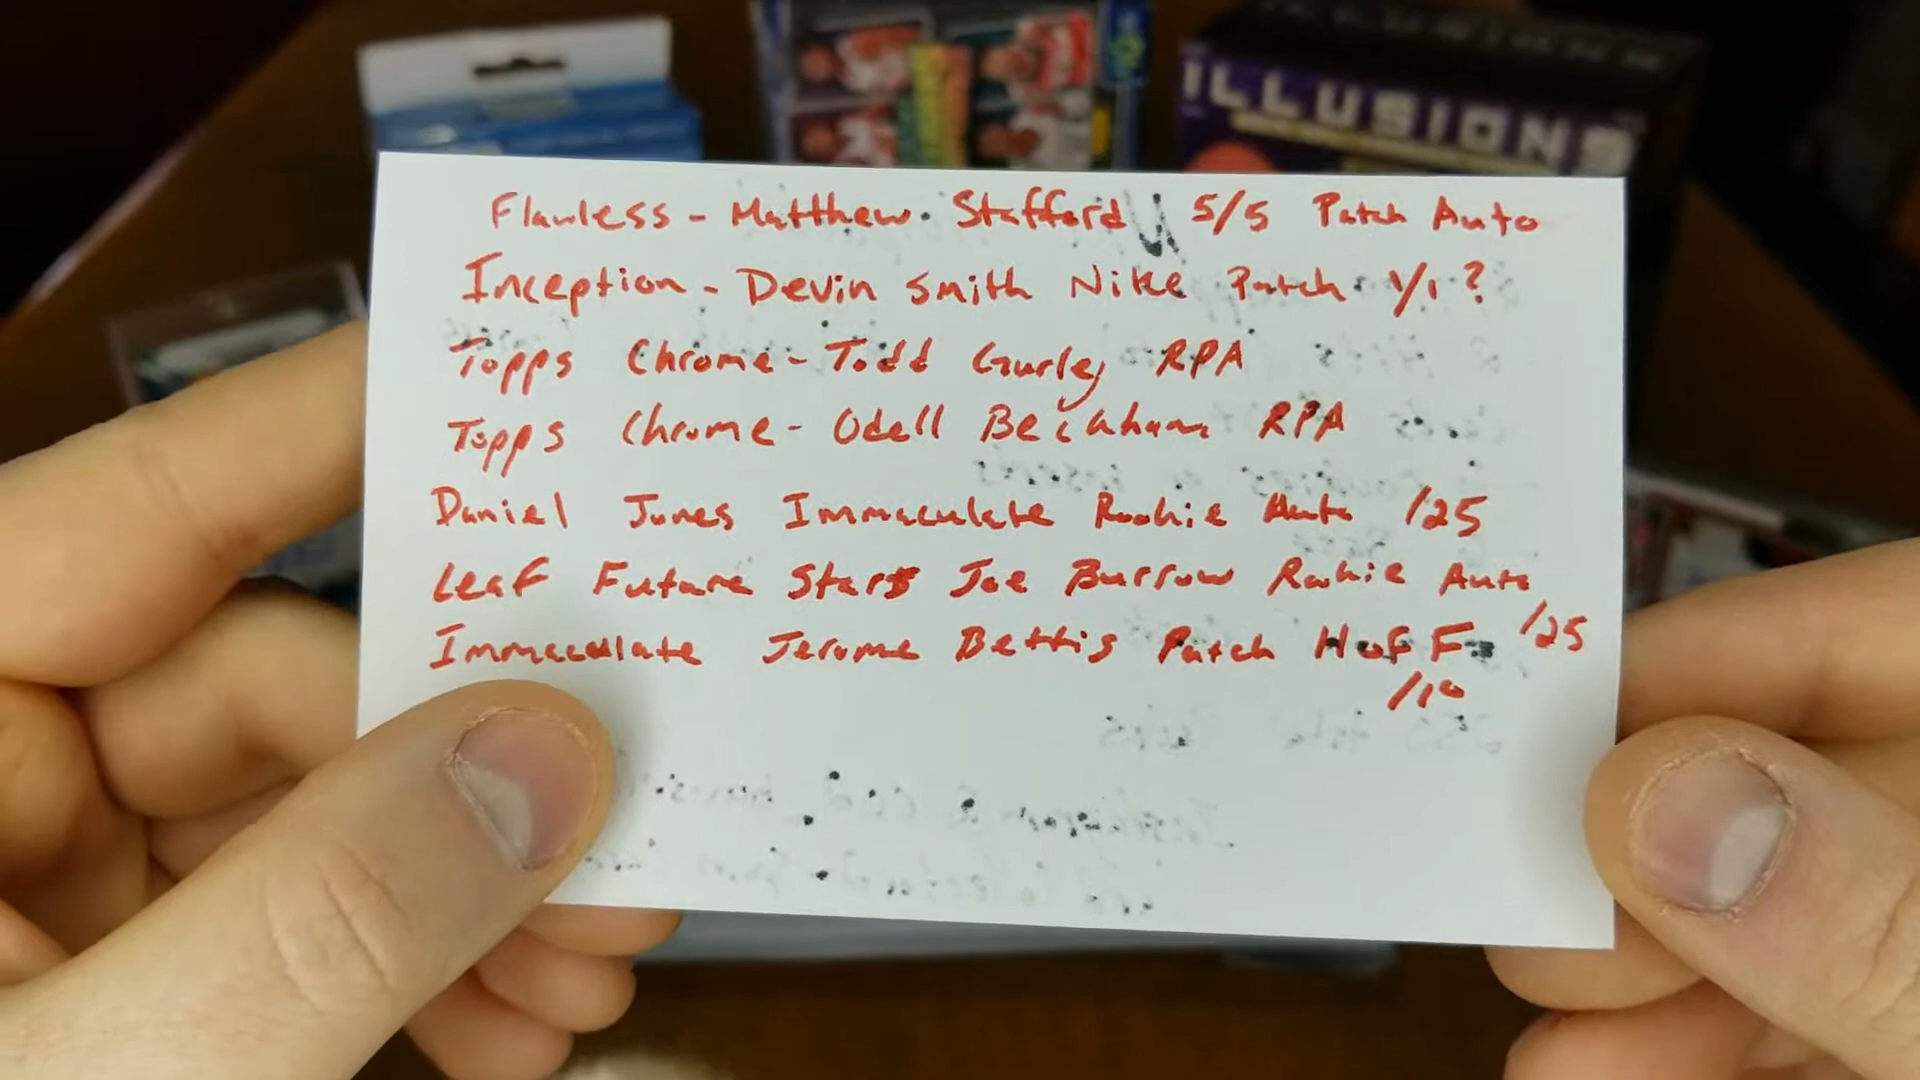 ILLUSIONS
Flawless - Matthew Stafford 5/5 Patch Auto
Inception - Devin Smith Nike Patch 1/1?
Topps Chrome - Todd Gurley RPA
Topps Chrome - Odell Beckham RPA
Daniel Jones Immaculate Rookie Auto /25
Leaf Future Stars Joe Burrow Rookie Auto
/25
Immaculate Jerome Bettis Patch HofF
/10